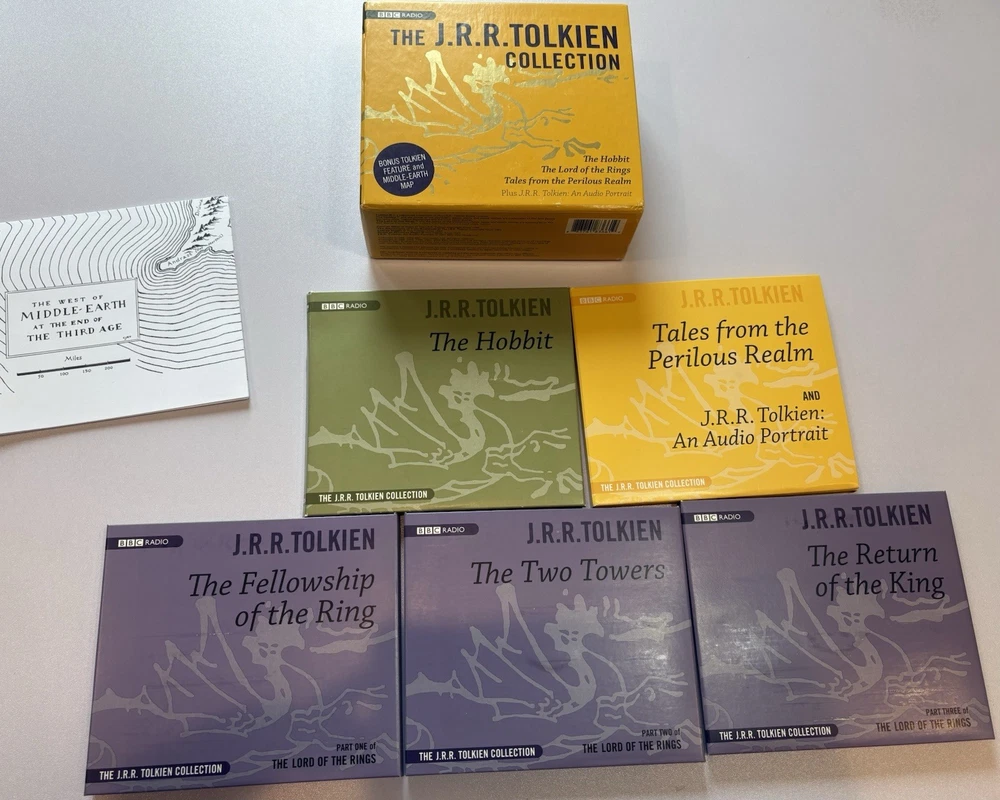 BBC RADIO
THE J.R.R.TOLKIEN
COLLECTION
BONUS TOLKIEN
FEATURE and
MIDDLE-EARTH
MAP
The Hobbit
The Lord of the Rings
Tales from the Perilous Realm
Plus J.R.R. Tolkien: An Audio Portrait
THE WEST OF
MIDDLE-EARTH
AT THE END OF
THE THIRD AGE
Miles
50 100 150 200
BBC RADIO
J.R.R.TOLKIEN
The Hobbit
THE J.R.R. TOLKIEN COLLECTION
BBC RADIO
J.R.R.TOLKIEN
Tales from the
Perilous Realm
AND
J.R.R. Tolkien:
An Audio Portrait
THE J.R.R. TOLKIEN COLLECTION
BBC RADIO
J.R.R.TOLKIEN
The Fellowship
of the Ring
PART ONE of
THE LORD OF THE RINGS
THE J.R.R. TOLKIEN COLLECTION
BBC RADIO
J.R.R.TOLKIEN
The Two Towers
PART TWO of
THE LORD OF THE RINGS
THE J.R.R. TOLKIEN COLLECTION
BBC RADIO
J.R.R.TOLKIEN
The Return
of the King
PART THREE of
THE LORD OF THE RINGS
THE J.R.R. TOLKIEN COLLECTION